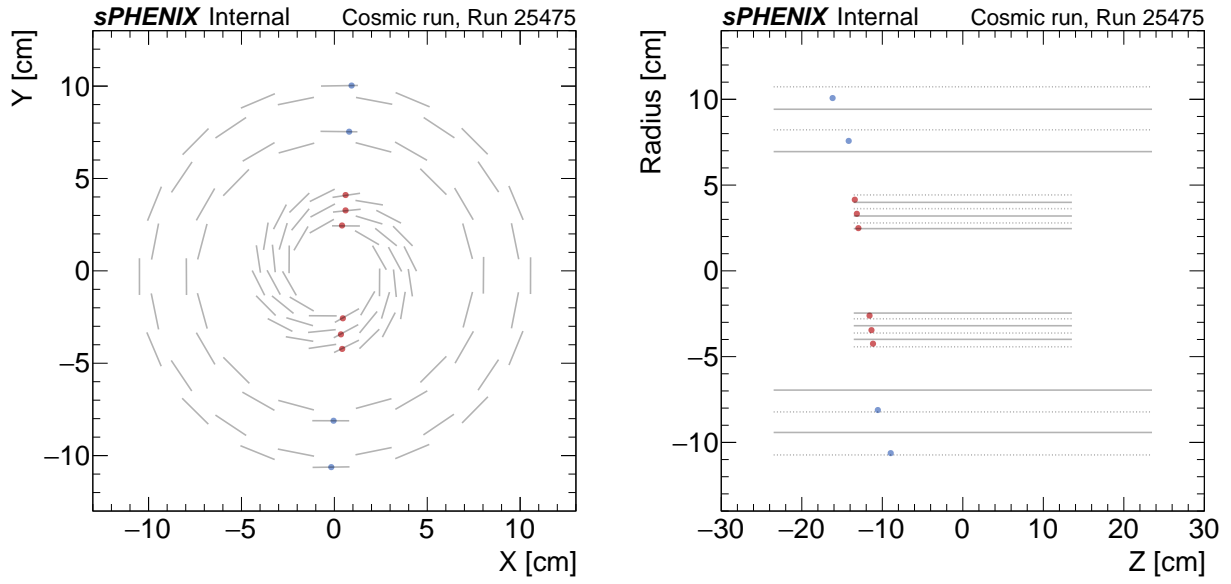 sPHENIX Internal
Cosmic run, Run 25475
Y [cm]
10
5
0
−5
−10
−10
−5
0
5
10
X [cm]
sPHENIX Internal
Cosmic run, Run 25475
Radius [cm]
10
5
0
−5
−10
−30
−20
−10
0
10
20
30
Z [cm]